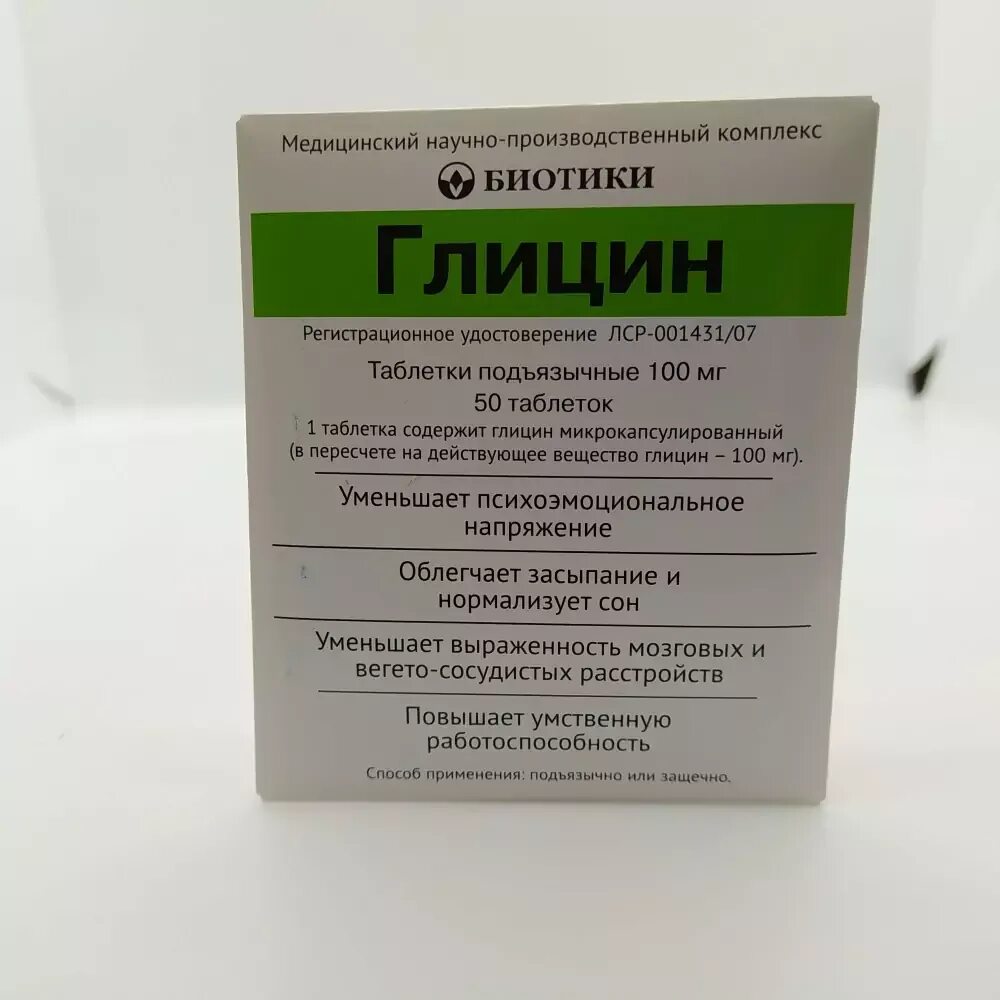 Медицинский научно-производственный комплекс
БИОТИКИ
Глицин
Регистрационное удостоверение ЛСР-001431/07
Таблетки подъязычные 100 мг
50 таблеток
1 таблетка содержит глицин микрокапсулированный
(в пересчете на действующее вещество глицин – 100 мг).
Уменьшает психоэмоциональное
напряжение
Облегчает засыпание и
нормализует сон
Уменьшает выраженность мозговых и
вегето-сосудистых расстройств
Повышает умственную
работоспособность
Способ применения: подъязычно или защечно.